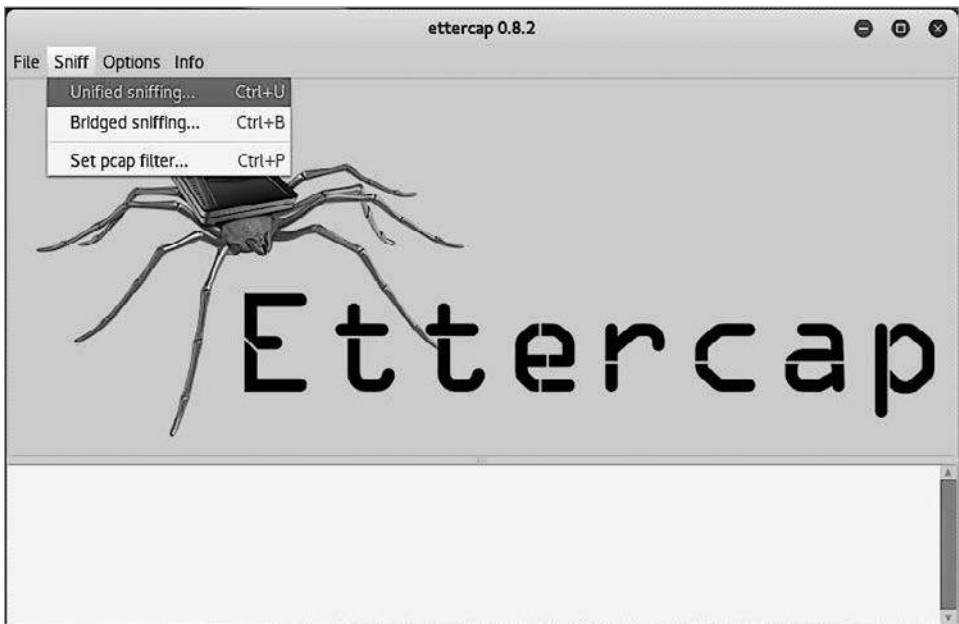 ettercap 0.8.2
File Sniff Options Info
Unified sniffing... Ctrl+U
Bridged sniffing... Ctrl+B
Set pcap filter... Ctrl+P
Ettercap